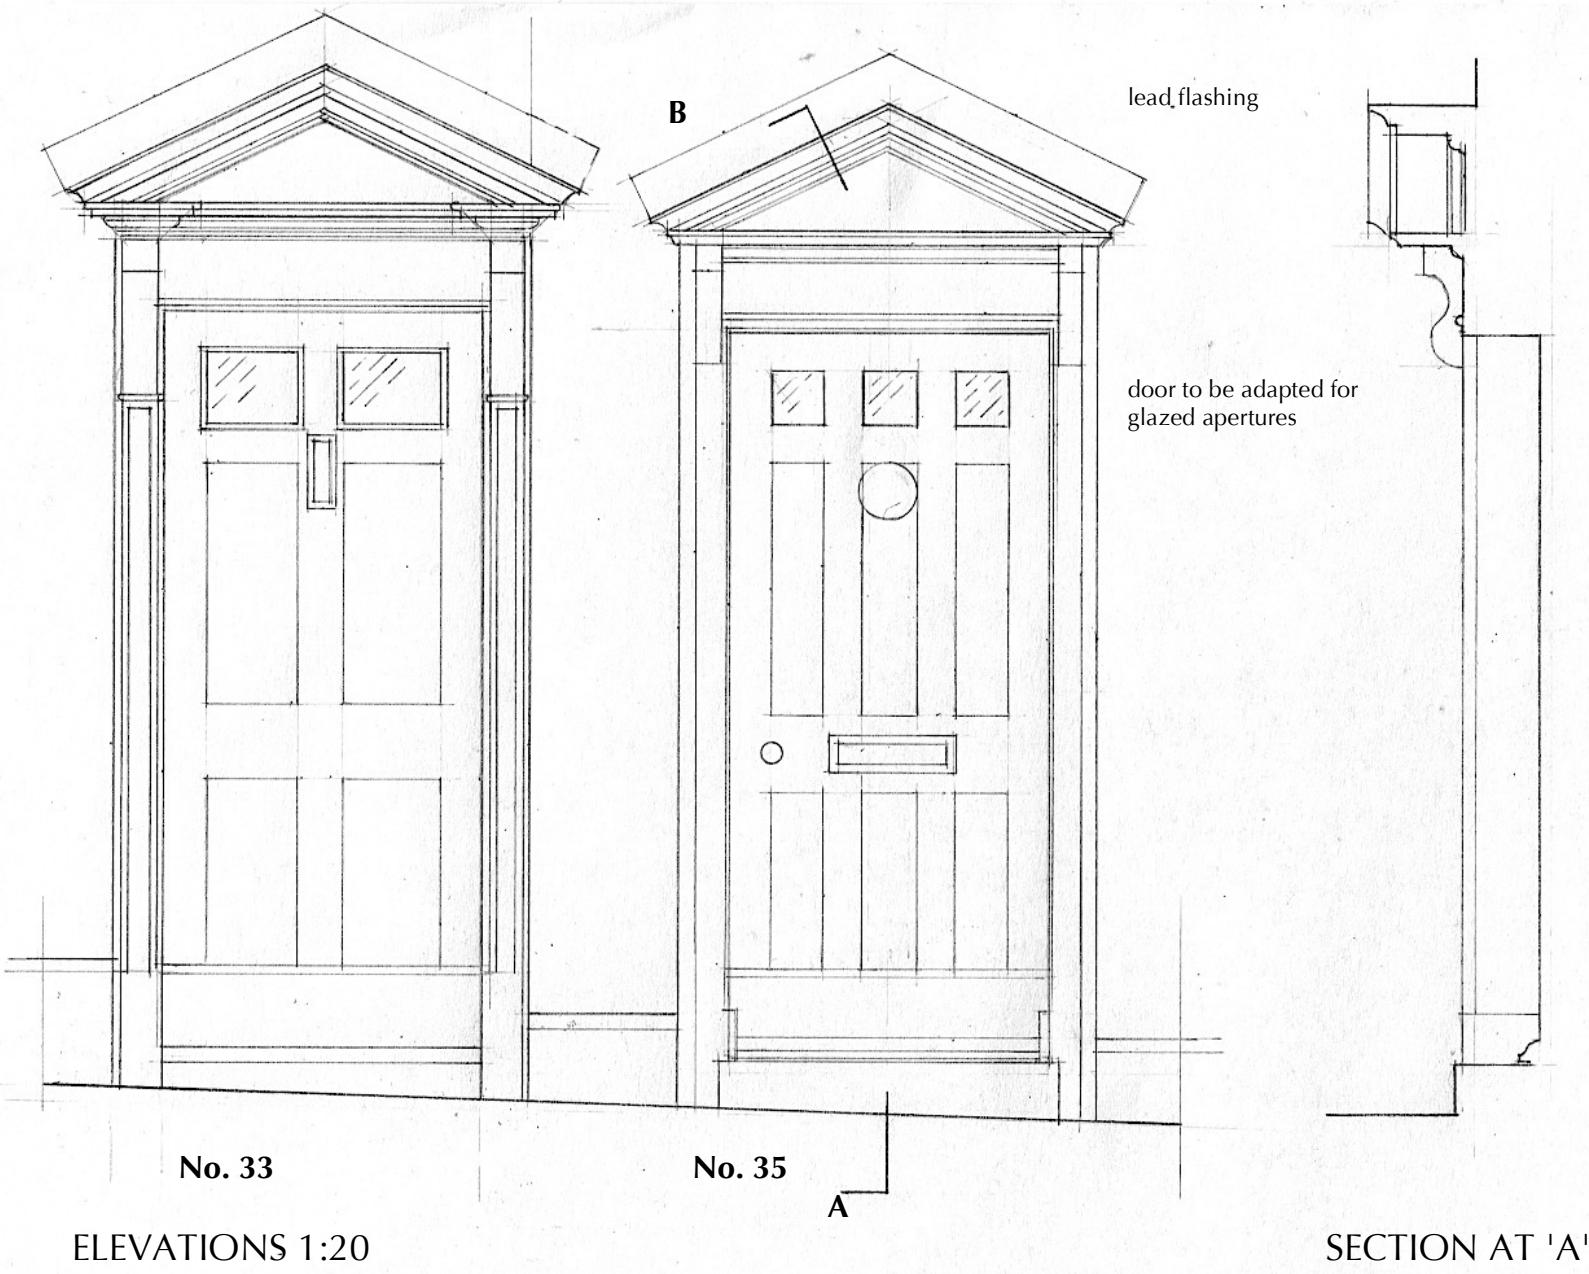 B
lead flashing
door to be adapted for
glazed apertures
No. 33
No. 35
A
ELEVATIONS 1:20
SECTION AT 'A'